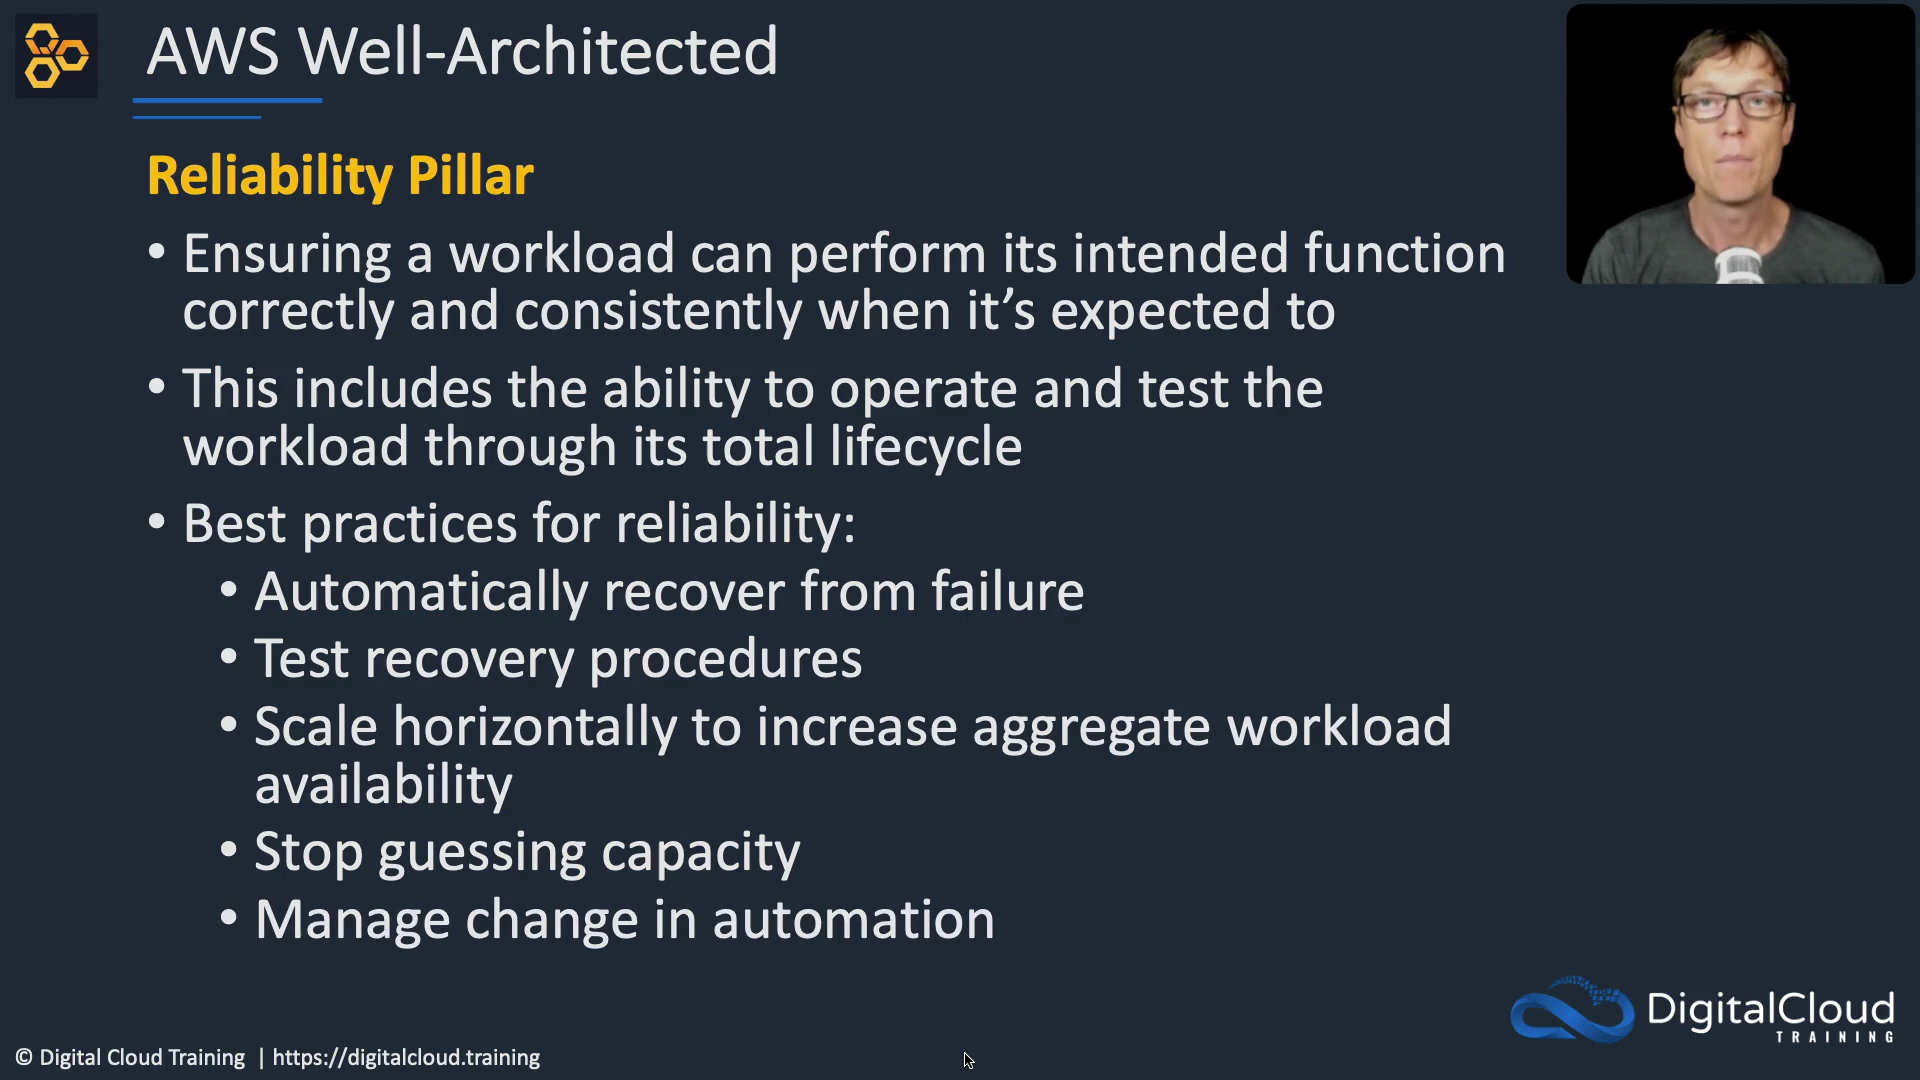 AWS Well-Architected
Reliability Pillar
• Ensuring a workload can perform its intended function
correctly and consistently when it’s expected to
• This includes the ability to operate and test the
workload through its total lifecycle
• Best practices for reliability:
• Automatically recover from failure
• Test recovery procedures
• Scale horizontally to increase aggregate workload
availability
• Stop guessing capacity
• Manage change in automation
DigitalCloud
TRAINING
© Digital Cloud Training | https://digitalcloud.training